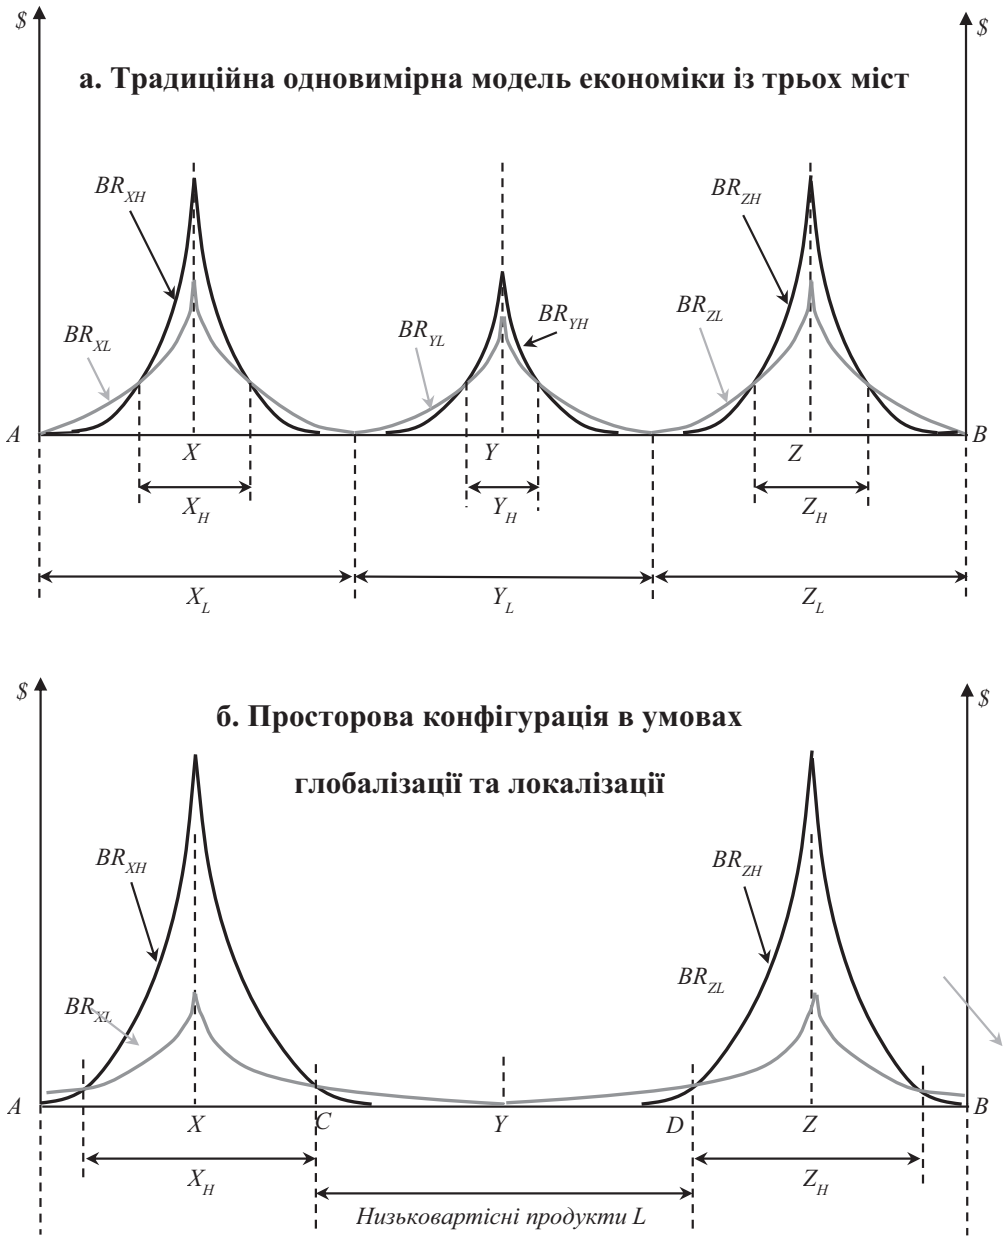 $ $
а. Традиційна одновимірна модель економіки із трьох міст
BR_XH BR_ZH
BR_XL BR_YL BR_YH BR_ZL
A X Y Z B
X_H Y_H Z_H
X_L Y_L Z_L
$ $
б. Просторова конфігурація в умовах
глобалізації та локалізації
BR_XH BR_ZH
BR_XL BR_ZL
A X C Y D Z B
X_H Z_H
Низьковартісні продукти L